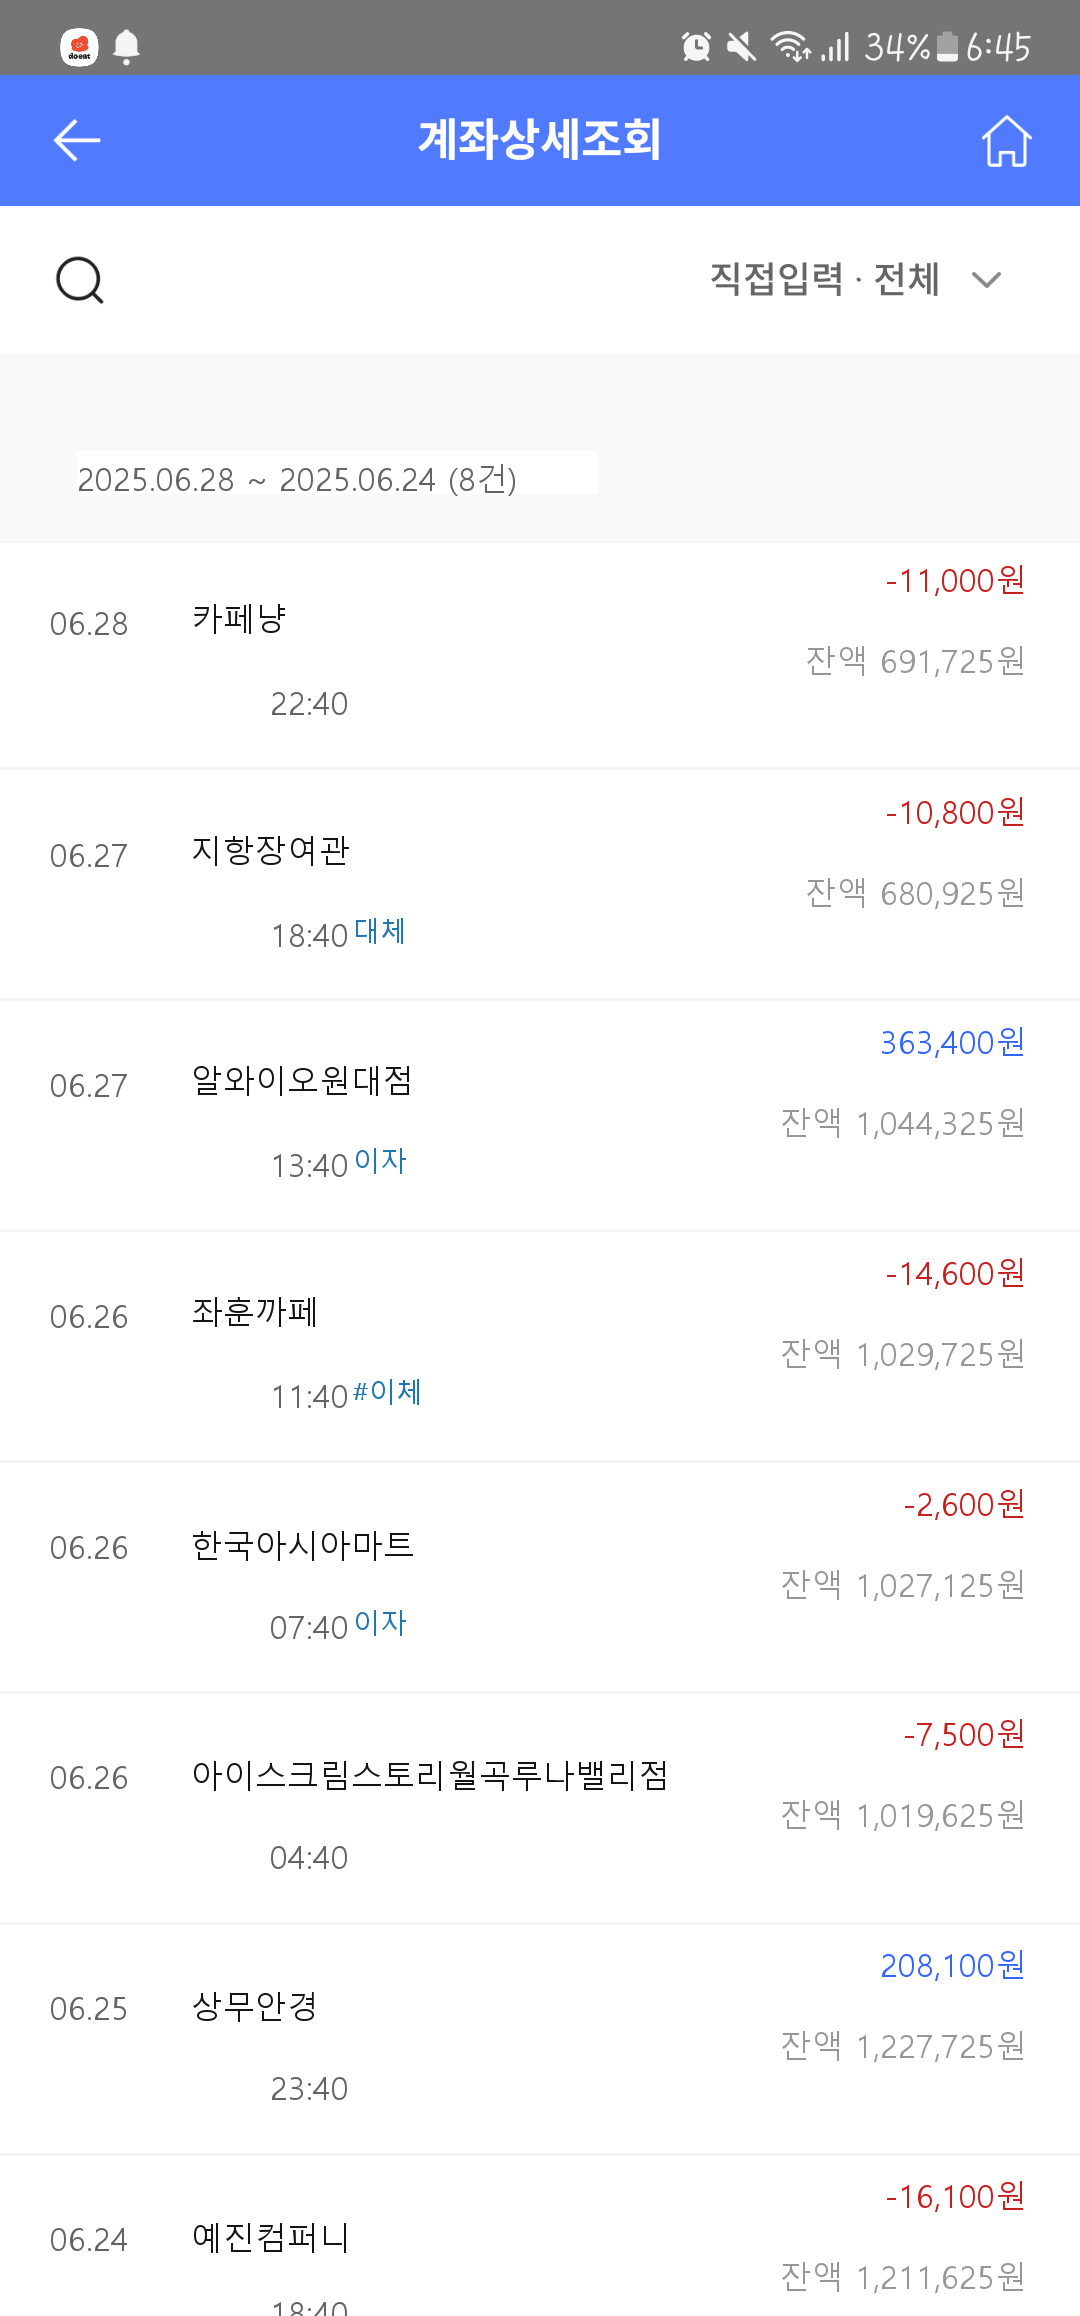 doeat
34% 6:45
계좌상세조회
직접입력 · 전체
2025.06.28 ~ 2025.06.24 (8건)
-11,000원
06.28 카페냥
잔액 691,725원
22:40
-10,800원
06.27 지항장여관
잔액 680,925원
18:40 대체
363,400원
06.27 알와이오원대점
잔액 1,044,325원
13:40 이자
-14,600원
06.26 좌훈까페
잔액 1,029,725원
11:40 #이체
-2,600원
06.26 한국아시아마트
잔액 1,027,125원
07:40 이자
-7,500원
06.26 아이스크림스토리월곡루나밸리점
잔액 1,019,625원
04:40
208,100원
06.25 상무안경
잔액 1,227,725원
23:40
-16,100원
06.24 예진컴퍼니
잔액 1,211,625원
18:40